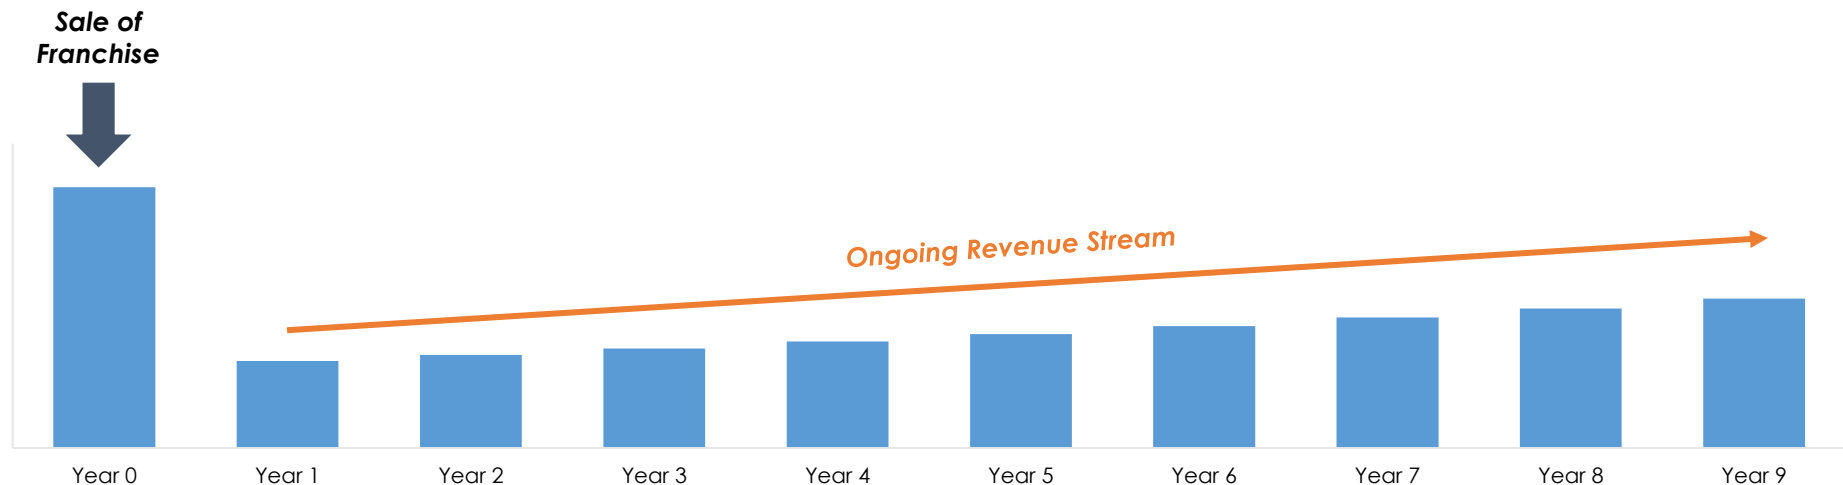 Sale of
Franchise
Ongoing Revenue Stream
Year 0 Year 1 Year 2 Year 3 Year 4 Year 5 Year 6 Year 7 Year 8 Year 9